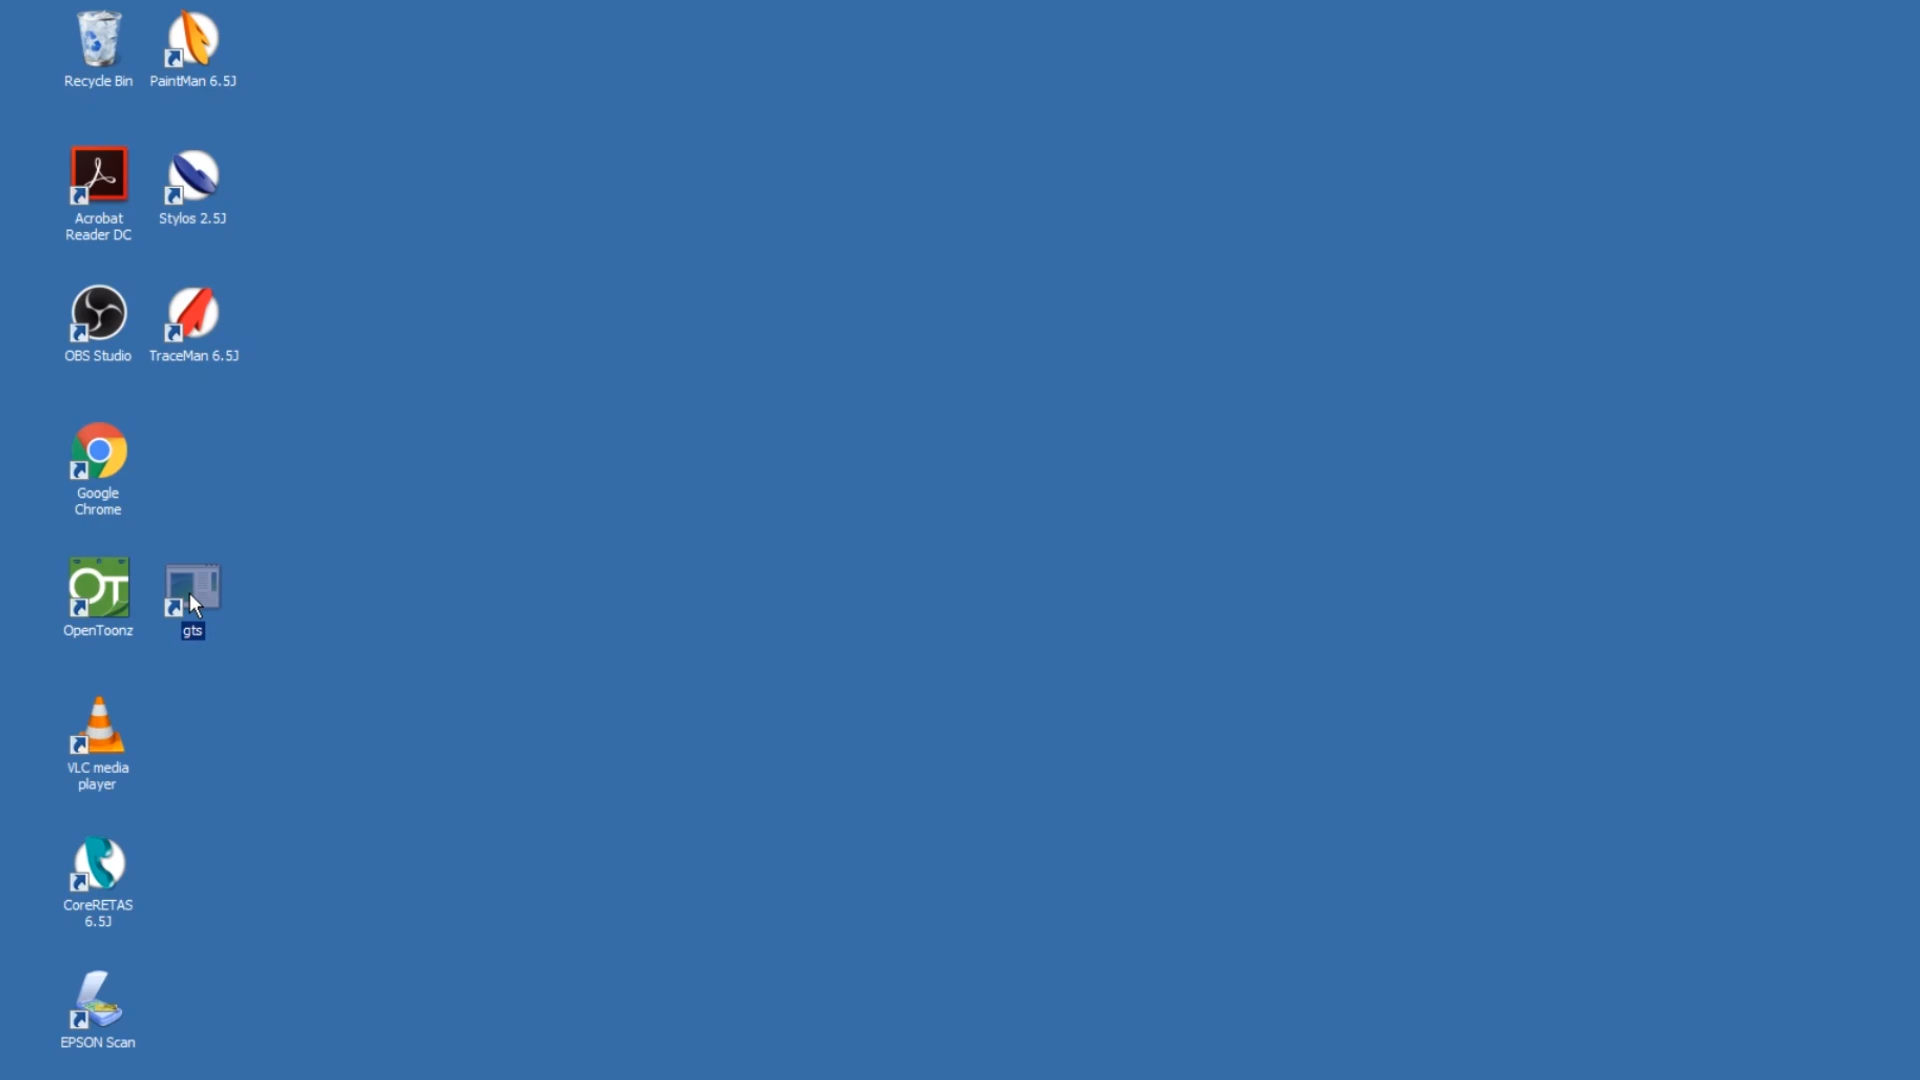 Recycle Bin
PaintMan 6.5J
Acrobat
Reader DC
Stylos 2.5J
OBS Studio
TraceMan 6.5J
Google
Chrome
OT
OpenToonz
gts
VLC media
player
CoreRETAS
6.5J
EPSON Scan